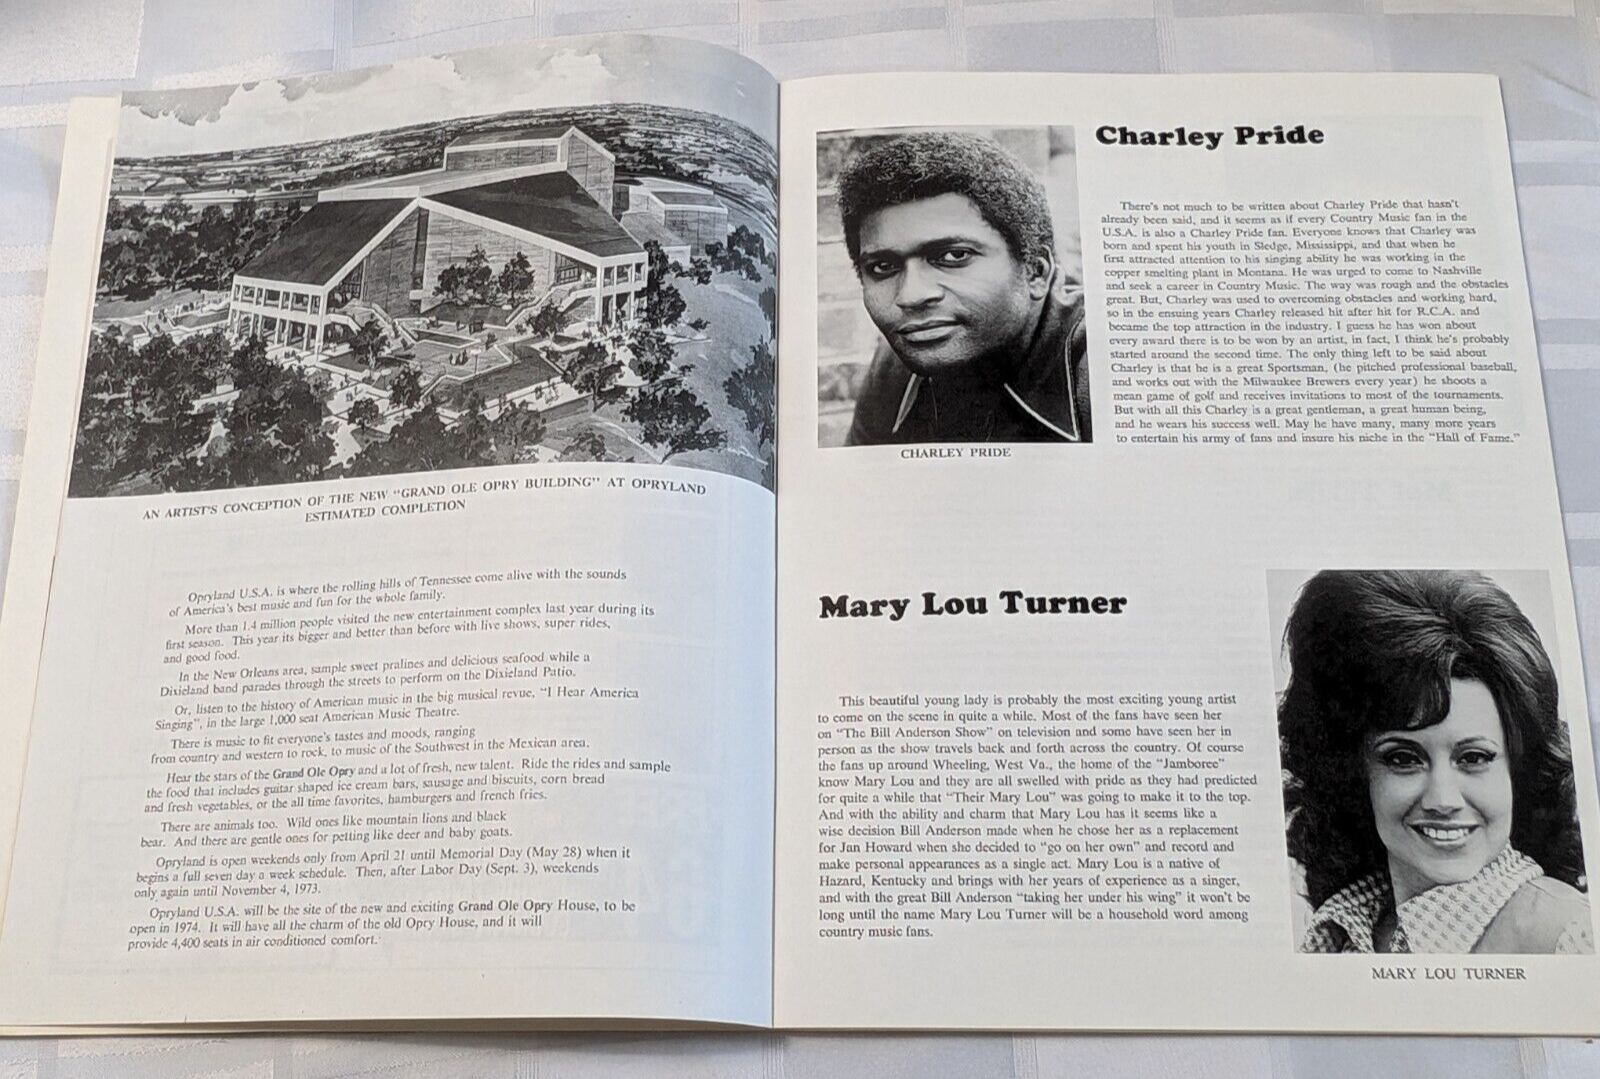 AN ARTIST'S CONCEPTION OF THE NEW "GRAND OLE OPRY BUILDING" AT OPRYLAND
ESTIMATED COMPLETION
Opryland U.S.A. is where the rolling hills of Tennessee come alive with the sounds
of America's best music and fun for the whole family.
More than 1.4 million people visited the new entertainment complex last year during its
first season. This year its bigger and better than before with live shows, super rides,
and good food.
In the New Orleans area, sample sweet pralines and delicious seafood while a
Dixieland band parades through the streets to perform on the Dixieland Patio.
Or, listen to the history of American music in the big musical revue, "I Hear America
Singing", in the large 1,000 seat American Music Theatre.
There is music to fit everyone's tastes and moods, ranging
from country and western to rock, to music of the Southwest in the Mexican area.
Hear the stars of the Grand Ole Opry and a lot of fresh, new talent. Ride the rides and sample
the food that includes guitar shaped ice cream bars, sausage and biscuits, corn bread
and fresh vegetables, or the all time favorites, hamburgers and french fries.
There are animals too. Wild ones like mountain lions and black
bear. And there are gentle ones for petting like deer and baby goats.
Opryland is open weekends only from April 21 until Memorial Day (May 28) when it
begins a full seven day a week schedule. Then, after Labor Day (Sept. 3), weekends
only again until November 4, 1973.
Opryland U.S.A. will be the site of the new and exciting Grand Ole Opry House, to be
open in 1974. It will have all the charm of the old Opry House, and it will
provide 4,400 seats in air conditioned comfort.
Charley Pride
There's not much to be written about Charley Pride that hasn't
already been said, and it seems as if every Country Music fan in the
U.S.A. is also a Charley Pride fan. Everyone knows that Charley was
born and spent his youth in Sledge, Mississippi, and that when he
first attracted attention to his singing ability he was working in the
copper smelting plant in Montana. He was urged to come to Nashville
and seek a career in Country Music. The way was rough and the obstacles
great. But, Charley was used to overcoming obstacles and working hard,
so in the ensuing years Charley released hit after hit for R.C.A. and
became the top attraction in the industry. I guess he has won about
every award there is to be won by an artist, in fact, I think he's probably
started around the second time. The only thing left to be said about
Charley is that he is a great Sportsman, (he pitched professional baseball,
and works out with the Milwaukee Brewers every year) he shoots a
mean game of golf and receives invitations to most of the tournaments.
But with all this Charley is a great gentleman, a great human being,
and he wears his success well. May he have many, many more years
to entertain his army of fans and insure his niche in the "Hall of Fame."
CHARLEY PRIDE
Mary Lou Turner
This beautiful young lady is probably the most exciting young artist
to come on the scene in quite a while. Most of the fans have seen her
on "The Bill Anderson Show" on television and some have seen her in
person as the show travels back and forth across the country. Of course
the fans up around Wheeling, West Va., the home of the "Jamboree"
know Mary Lou and they are all swelled with pride as they had predicted
for quite a while that "Their Mary Lou" was going to make it to the top.
And with the ability and charm that Mary Lou has it seems like a
wise decision Bill Anderson made when he chose her as a replacement
for Jan Howard when she decided to "go on her own" and record and
make personal appearances as a single act. Mary Lou is a native of
Hazard, Kentucky and brings with her years of experience as a singer,
and with the great Bill Anderson "taking her under his wing" it won't be
long until the name Mary Lou Turner will be a household word among
country music fans.
MARY LOU TURNER